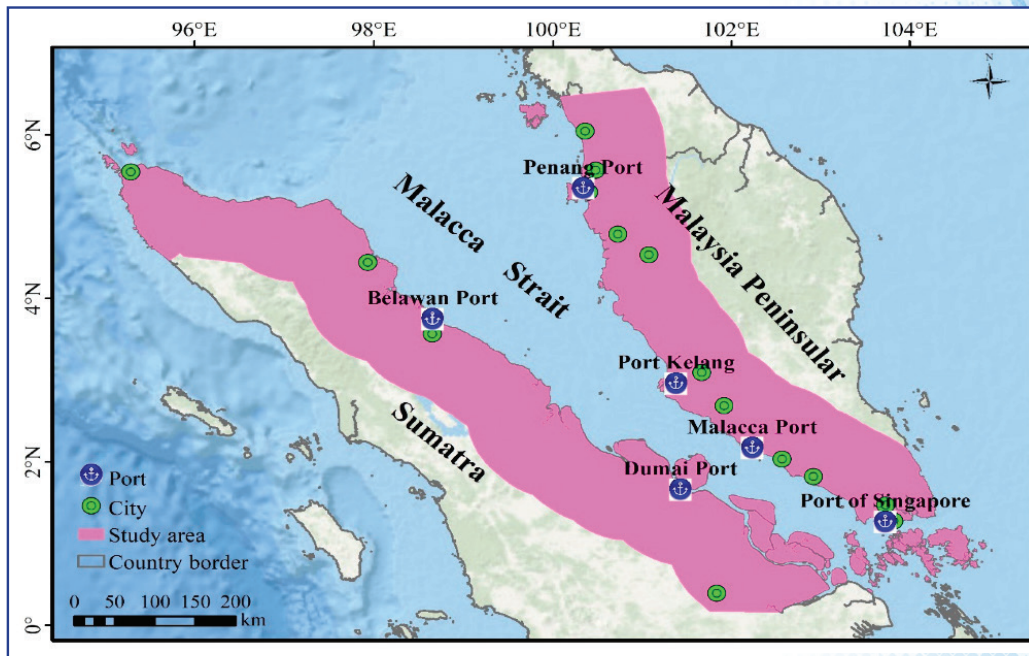 96°E 98°E 100°E 102°E 104°E
6°N
4°N
2°N
0°
Penang Port
Malacca
Strait
Malaysia Peninsular
Belawan Port
Port Kelang
Sumatra
Malacca Port
Dumai Port
Port of Singapore
Port
City
Study area
Country border
0 50 100 150 200
km